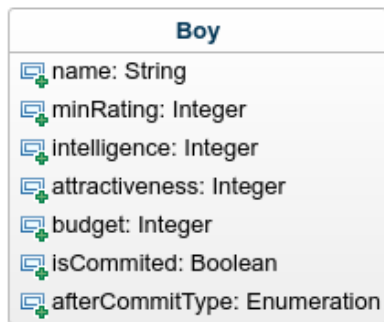 Boy
name: String
minRating: Integer
intelligence: Integer
attractiveness: Integer
budget: Integer
isCommited: Boolean
afterCommitType: Enumeration